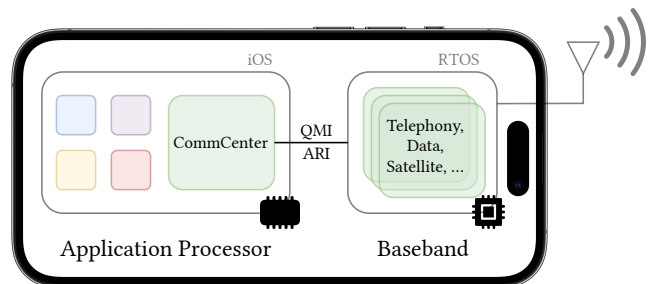 iOS
RTOS
CommCenter
QMI
ARI
Telephony,
Data,
Satellite, ...
Application Processor
Baseband